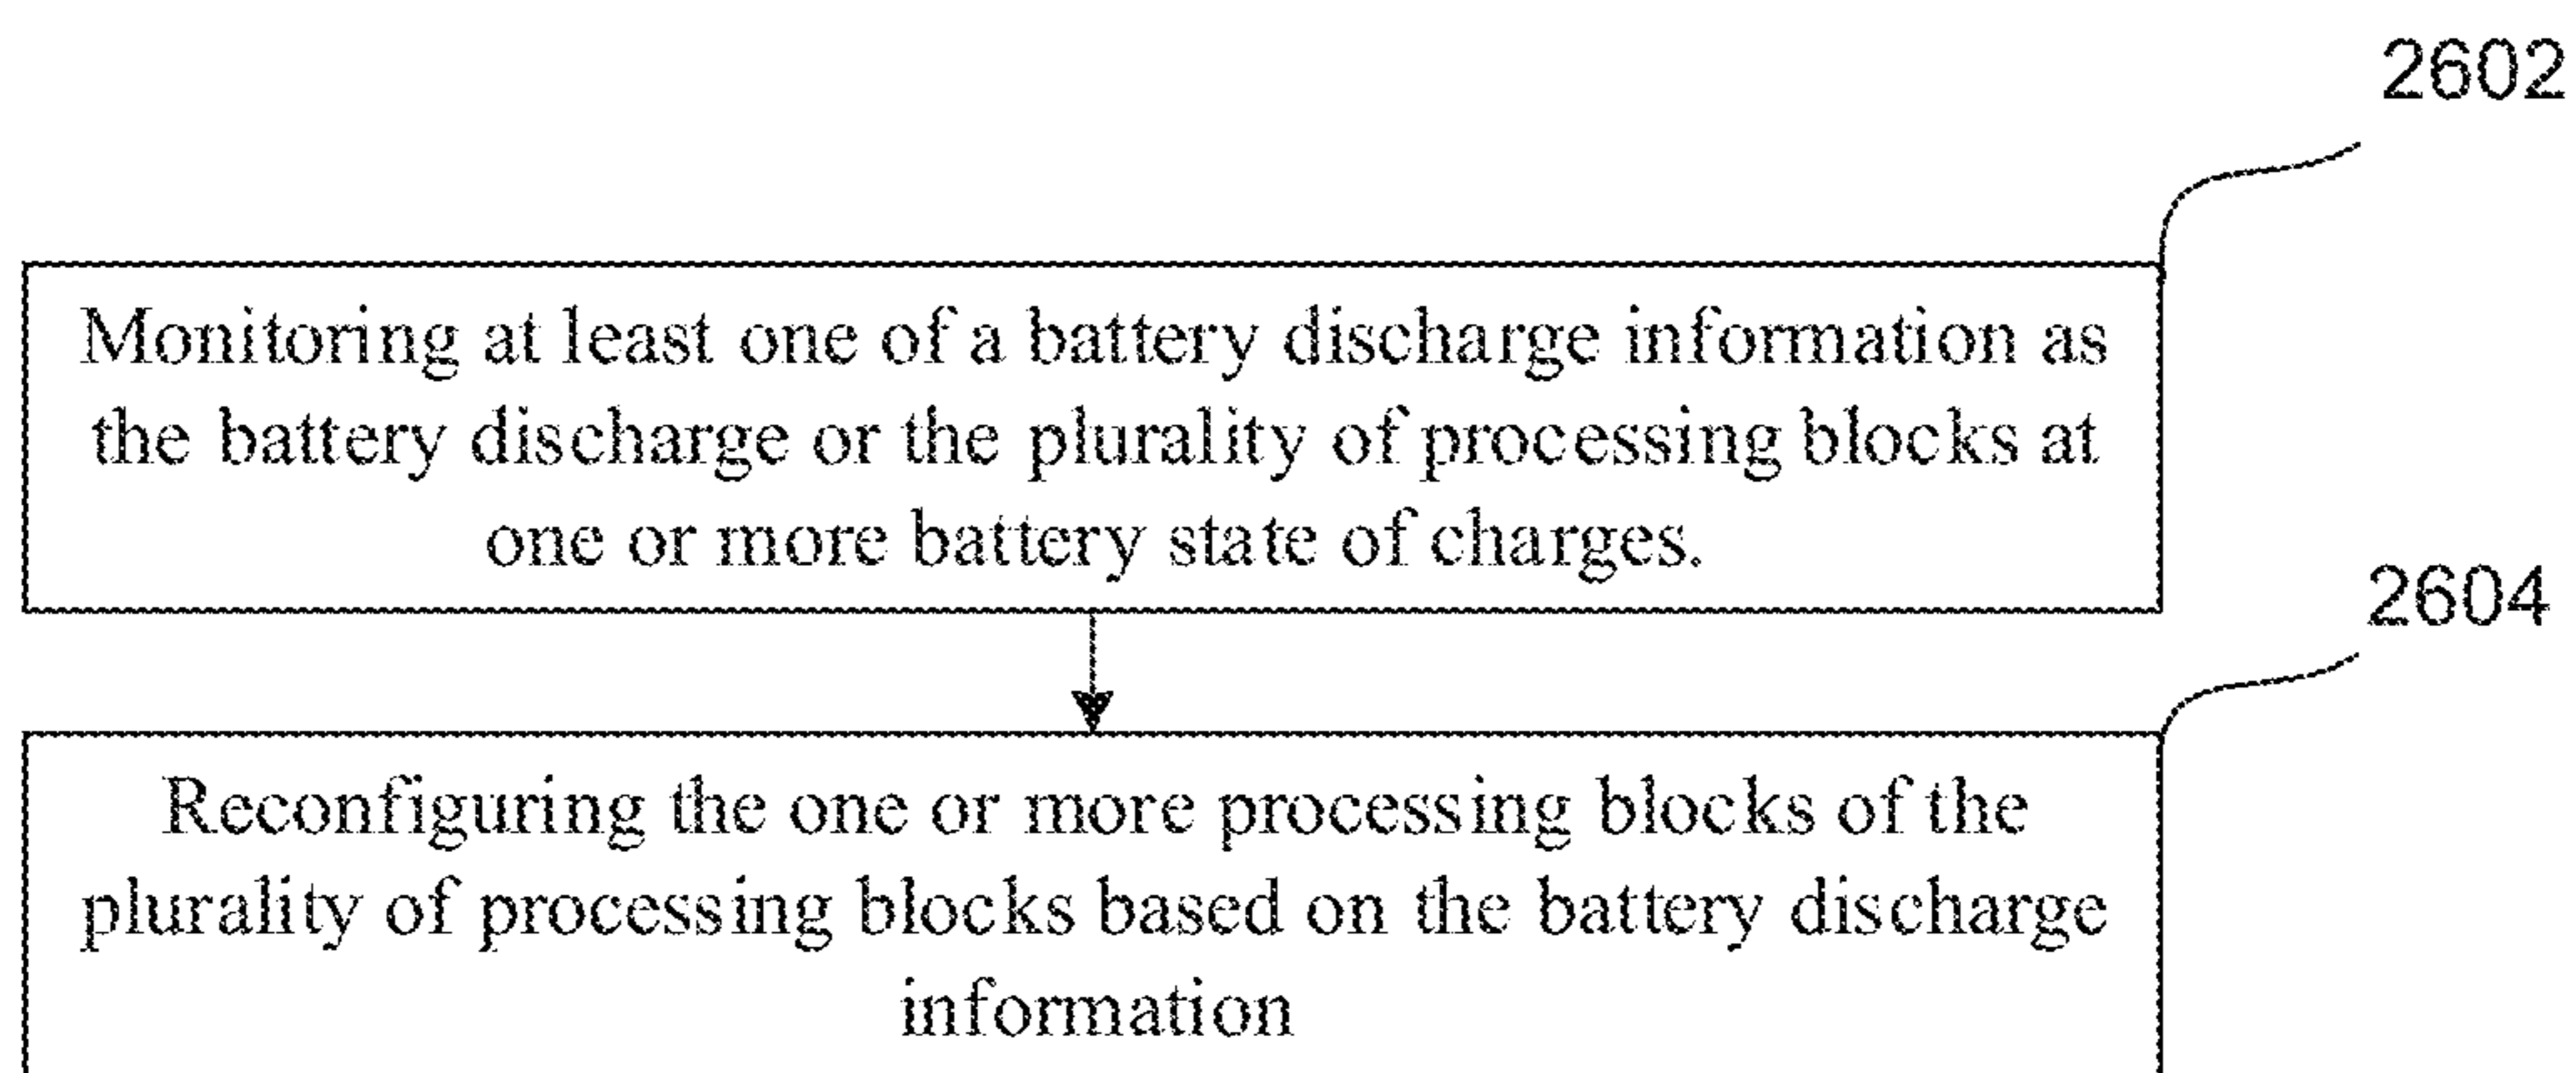 2602
Monitoring at least one of a battery discharge information as
the battery discharge or the plurality of processing blocks at
one or more battery state of charges.
2604
Reconfiguring the one or more processing blocks of the
plurality of processing blocks based on the battery discharge
information